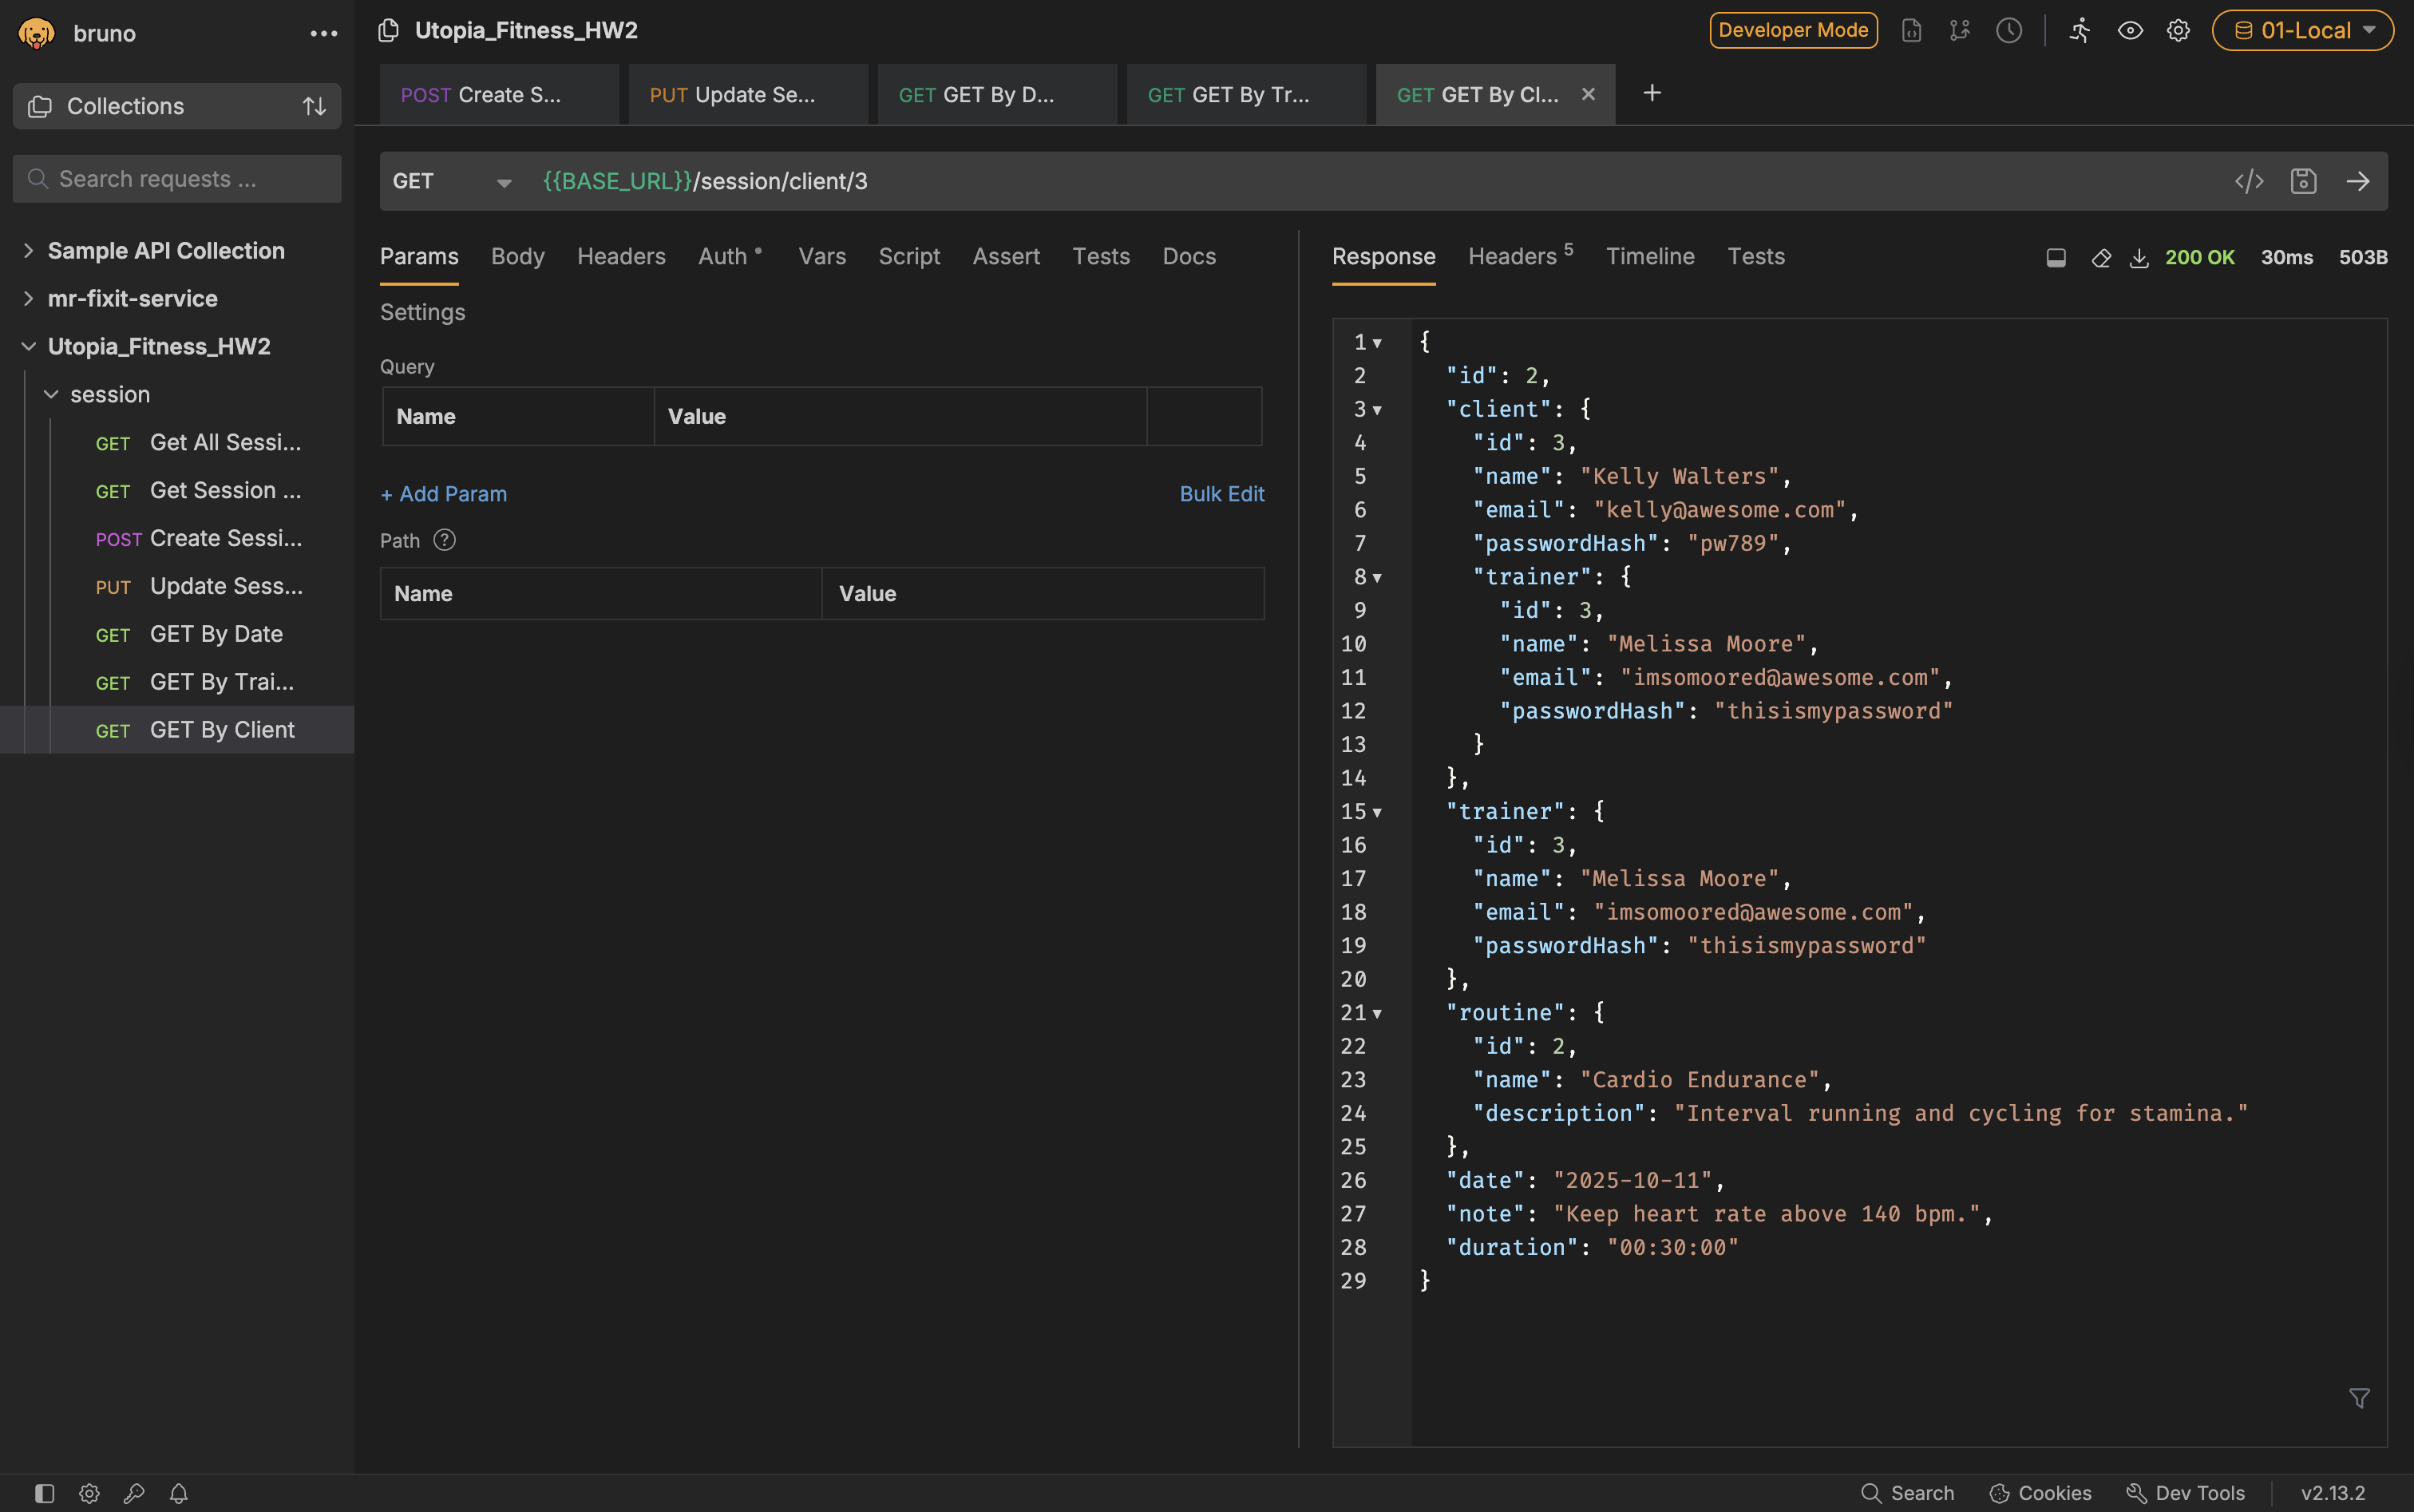 bruno
Utopia_Fitness_HW2
Developer Mode
01-Local
Collections
POST Create S...
PUT Update Se...
GET GET By D...
GET GET By Tr...
GET GET By Cl...
Search requests ...
GET {{BASE_URL}}/session/client/3
Sample API Collection
mr-fixit-service
Utopia_Fitness_HW2
session
GET Get All Sessi...
GET Get Session ...
POST Create Sessi...
PUT Update Sess...
GET GET By Date
GET GET By Trai...
GET GET By Client
Params Body Headers Auth Vars Script Assert Tests Docs
Settings
Query
Name Value
+ Add Param Bulk Edit
Path ?
Name Value
Response Headers 5 Timeline Tests
200 OK 30ms 503B
1 {
2 "id": 2,
3 "client": {
4 "id": 3,
5 "name": "Kelly Walters",
6 "email": "kelly@awesome.com",
7 "passwordHash": "pw789",
8 "trainer": {
9 "id": 3,
10 "name": "Melissa Moore",
11 "email": "imsomoored@awesome.com",
12 "passwordHash": "thisismypassword"
13 }
14 },
15 "trainer": {
16 "id": 3,
17 "name": "Melissa Moore",
18 "email": "imsomoored@awesome.com",
19 "passwordHash": "thisismypassword"
20 },
21 "routine": {
22 "id": 2,
23 "name": "Cardio Endurance",
24 "description": "Interval running and cycling for stamina."
25 },
26 "date": "2025-10-11",
27 "note": "Keep heart rate above 140 bpm.",
28 "duration": "00:30:00"
29 }
Search Cookies Dev Tools v2.13.2